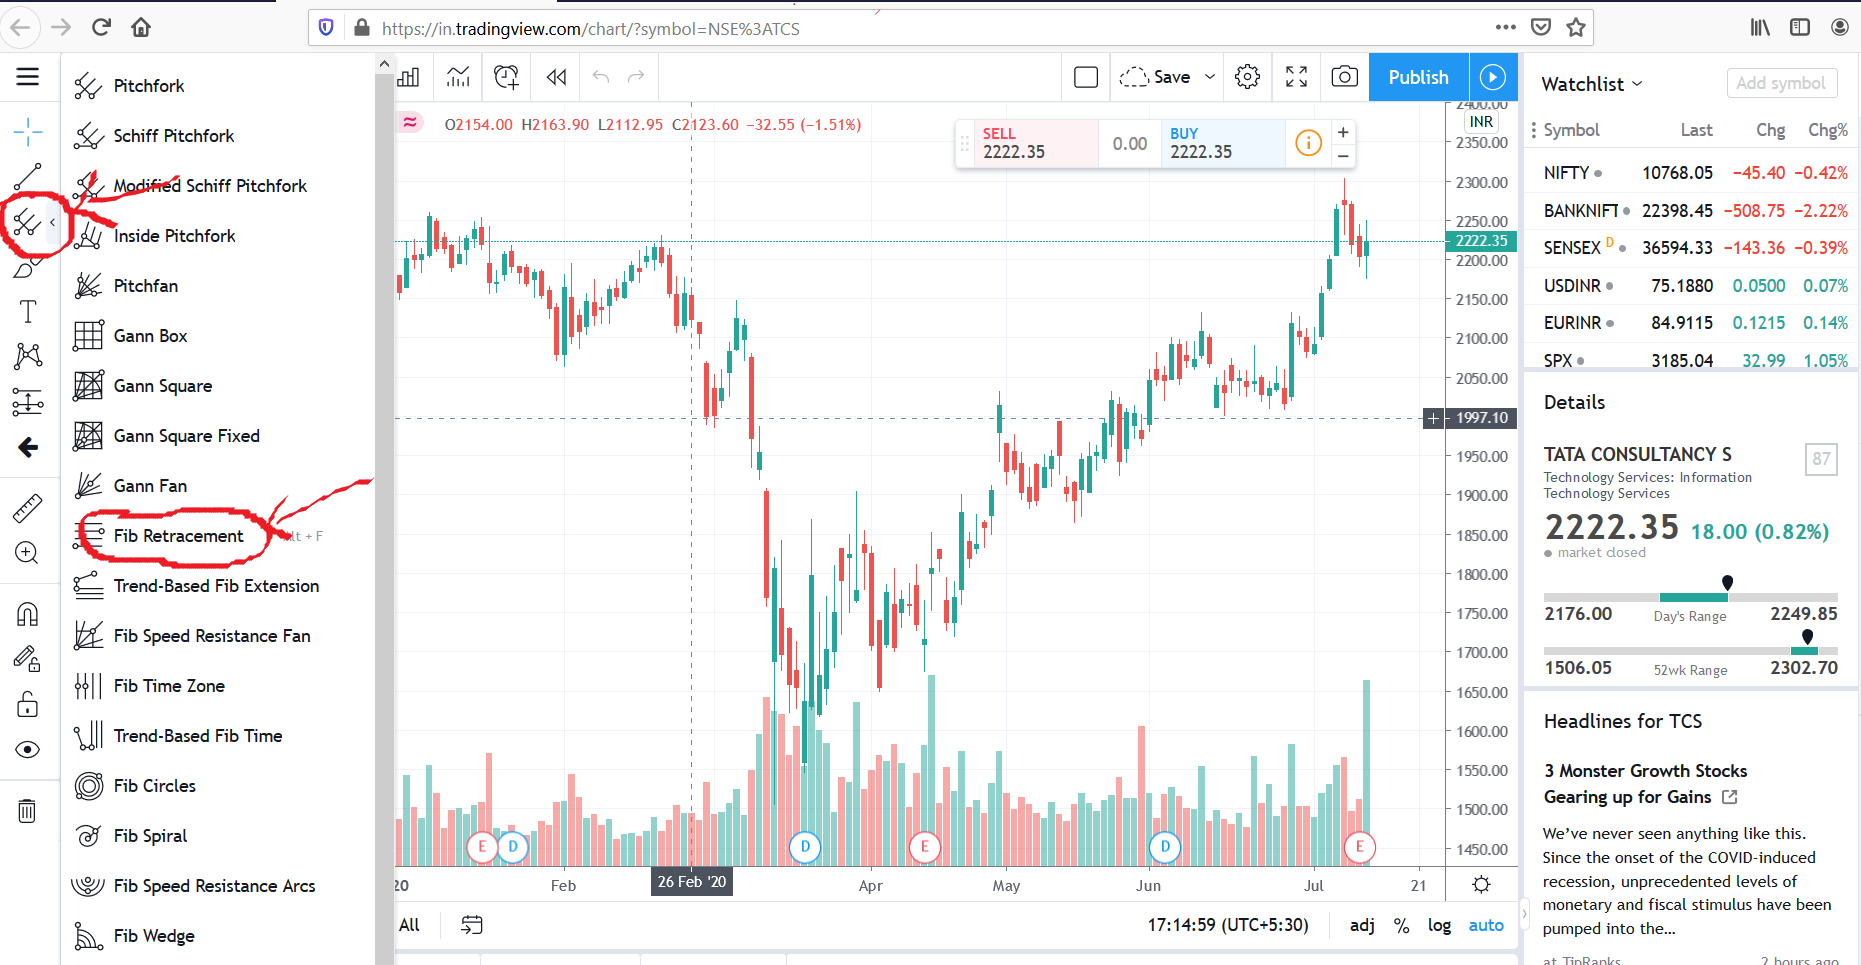 https://in.tradingview.com/chart/?symbol=NSE%3ATCS
Save
Publish
Pitchfork
Schiff Pitchfork
Modified Schiff Pitchfork
Inside Pitchfork
Pitchfan
Gann Box
Gann Square
Gann Square Fixed
Gann Fan
Fib Retracement
+ F
Trend-Based Fib Extension
Fib Speed Resistance Fan
Fib Time Zone
Trend-Based Fib Time
Fib Circles
Fib Spiral
Fib Speed Resistance Arcs
Fib Wedge
O2154.00 H2163.90 L2112.95 C2123.60 −32.55 (−1.51%)
SELL
2222.35
0.00
BUY
2222.35
2400.00
INR
2350.00
2300.00
2250.00
2222.35
2200.00
2150.00
2100.00
2050.00
1997.10
1950.00
1900.00
1850.00
1800.00
1750.00
1700.00
1650.00
1600.00
1550.00
1500.00
1450.00
E D D E D E
20 Feb 26 Feb '20 Apr May Jun Jul 21
All
17:14:59 (UTC+5:30)
adj % log auto
Watchlist
Add symbol
Symbol Last Chg Chg%
NIFTY 10768.05 −45.40 −0.42%
BANKNIFT 22398.45 −508.75 −2.22%
SENSEX D 36594.33 −143.36 −0.39%
USDINR 75.1880 0.0500 0.07%
EURINR 84.9115 0.1215 0.14%
SPX 3185.04 32.99 1.05%
Details
TATA CONSULTANCY S
87
Technology Services: Information
Technology Services
2222.35 18.00 (0.82%)
market closed
2176.00 Day's Range 2249.85
1506.05 52wk Range 2302.70
Headlines for TCS
3 Monster Growth Stocks
Gearing up for Gains
We’ve never seen anything like this.
Since the onset of the COVID-induced
recession, unprecedented levels of
monetary and fiscal stimulus have been
pumped into the...
at TipRanks 2 hours ago